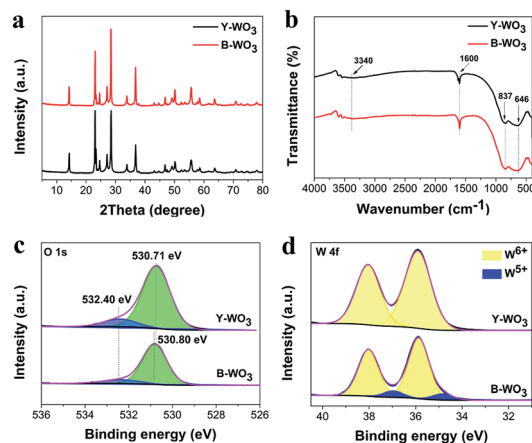 a
Y-WO3
B-WO3
Intensity (a.u.)
10 20 30 40 50 60 70 80
2Theta (degree)
b
Y-WO3
B-WO3
3340
1600
837
646
Transmittance (%)
4000 3500 3000 2500 2000 1500 1000 500
Wavenumber (cm-1)
c
O 1s
530.71 eV
532.40 eV
Y-WO3
530.80 eV
B-WO3
Intensity (a.u.)
536 534 532 530 528 526
Binding energy (eV)
d
W 4f
W6+
W5+
Y-WO3
B-WO3
Intensity (a.u.)
40 38 36 34 32
Binding energy (eV)